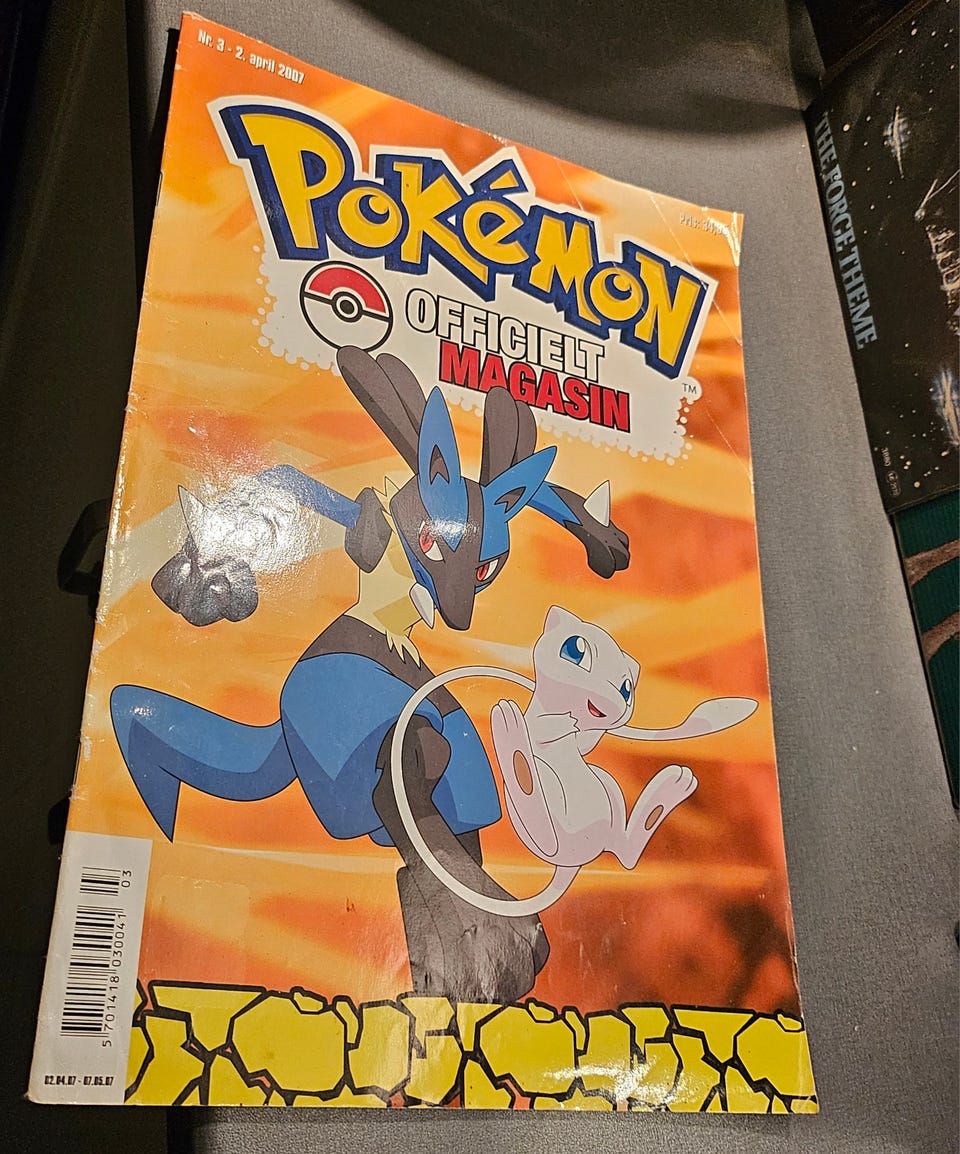 Nr. 3 - 2. april 2007
POKéMON
TM
OFFICIELT
MAGASIN
THE FORCE THEME
03
5 701418 030041
02.04.07 - 07.05.07